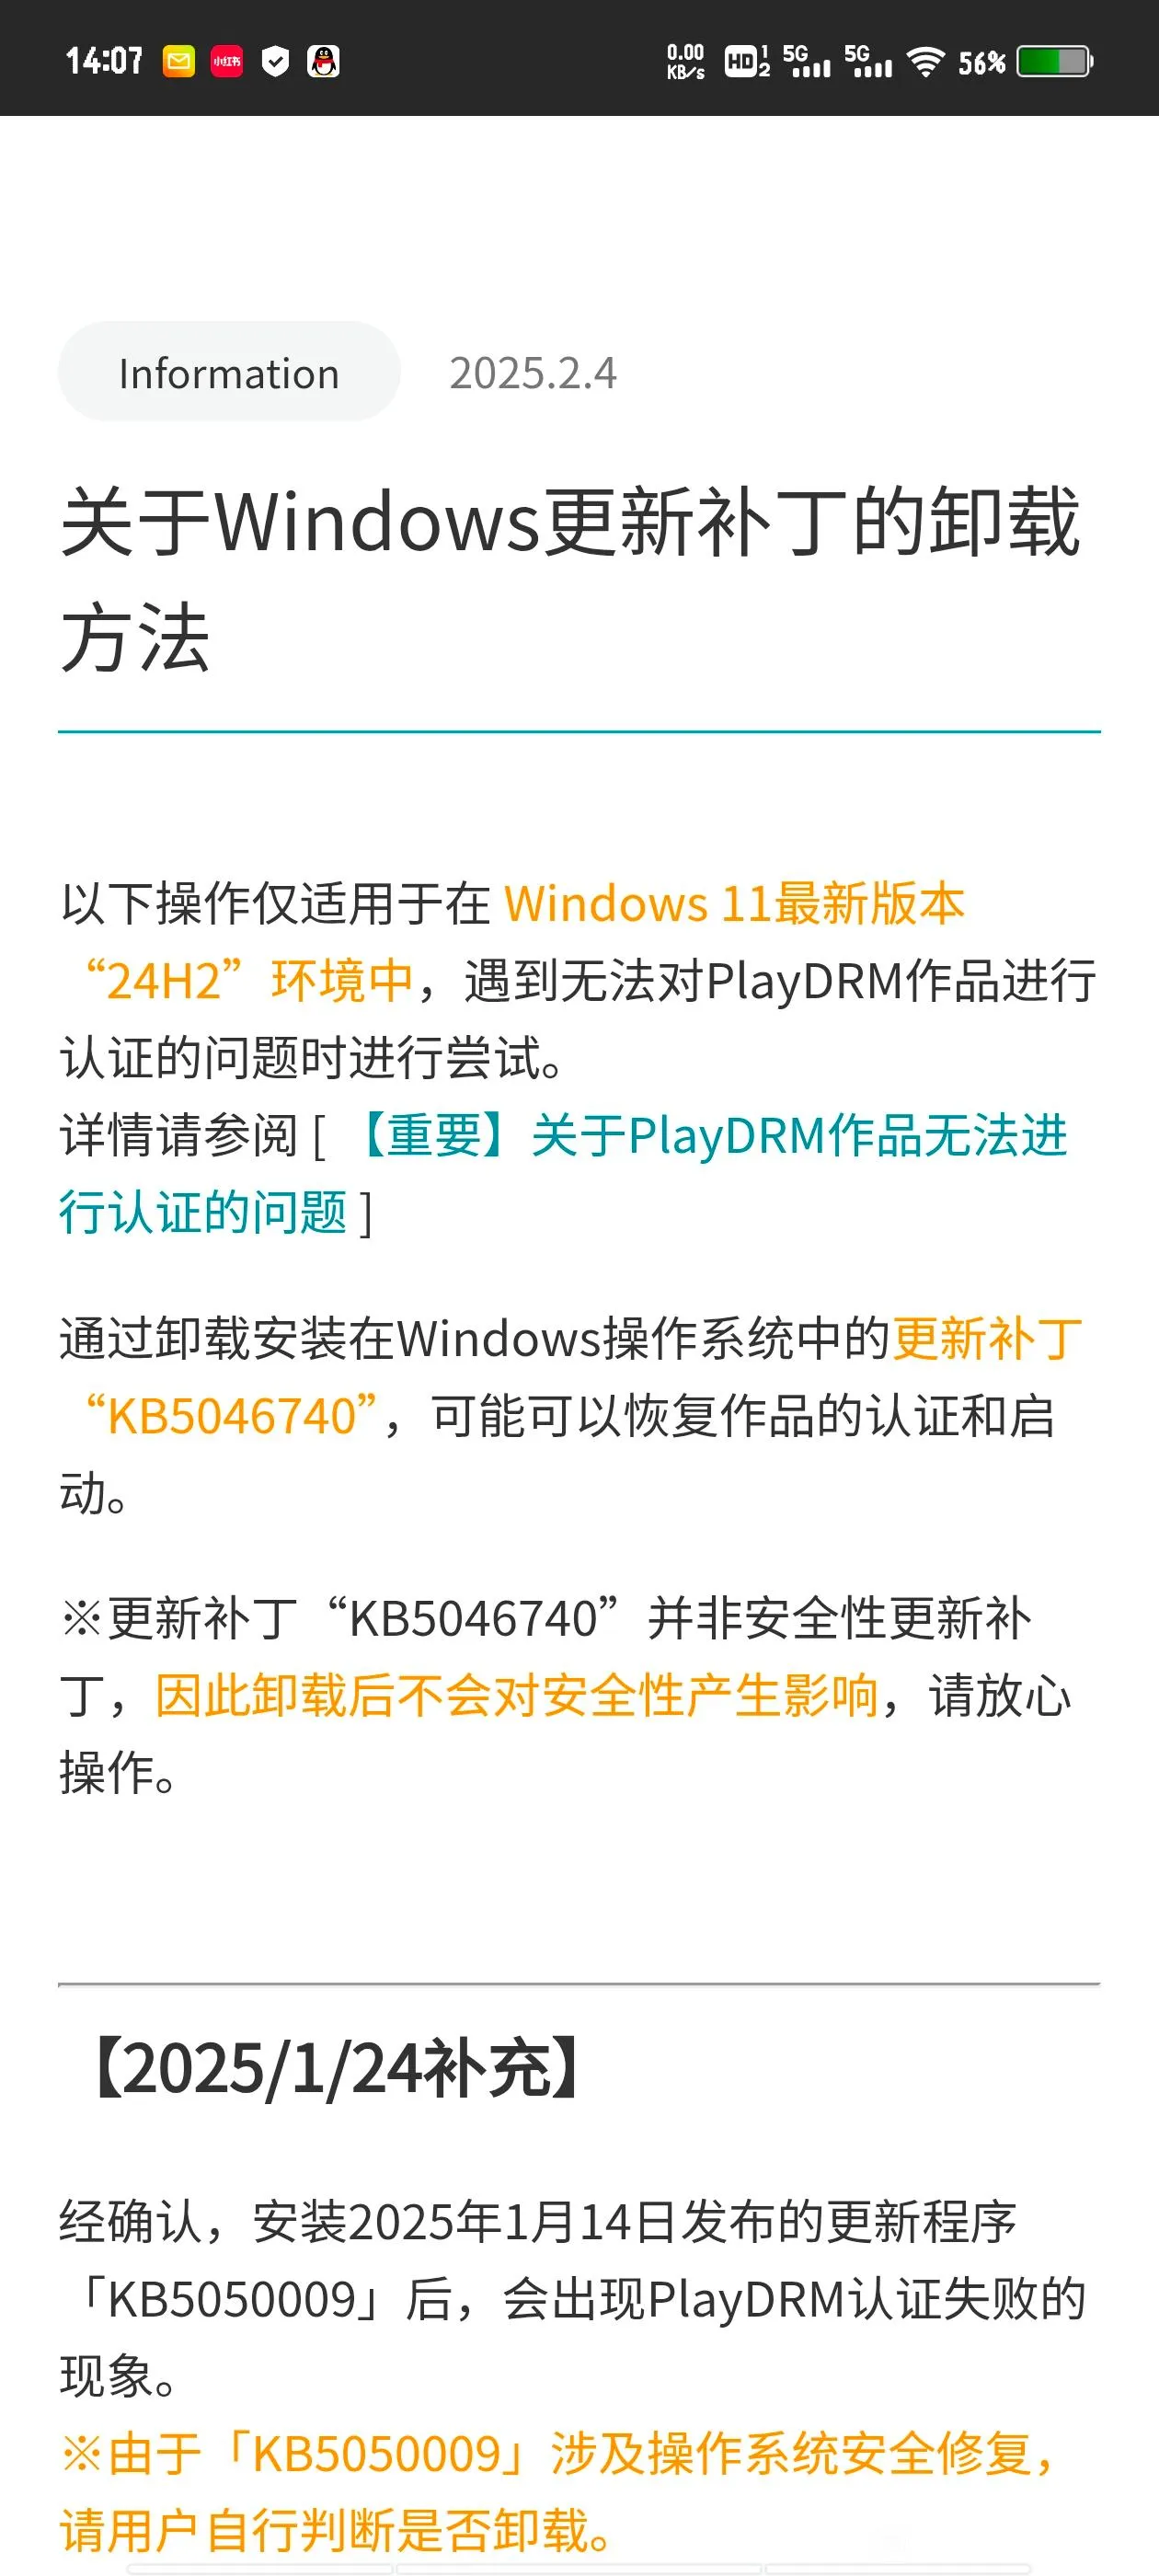 14:07 小红书 0.00 KB/s HD 1 2 5G 5G 56%
Information 2025.2.4
关于Windows更新补丁的卸载
方法
以下操作仅适用于在 Windows 11最新版本
“24H2”环境中，遇到无法对PlayDRM作品进行
认证的问题时进行尝试。
详情请参阅 [ 【重要】关于PlayDRM作品无法进
行认证的问题 ]
通过卸载安装在Windows操作系统中的更新补丁
“KB5046740”，可能可以恢复作品的认证和启
动。
※更新补丁“KB5046740”并非安全性更新补
丁，因此卸载后不会对安全性产生影响，请放心
操作。
【2025/1/24补充】
经确认，安装2025年1月14日发布的更新程序
「KB5050009」后，会出现PlayDRM认证失败的
现象。
※由于「KB5050009」涉及操作系统安全修复，
请用户自行判断是否卸载。